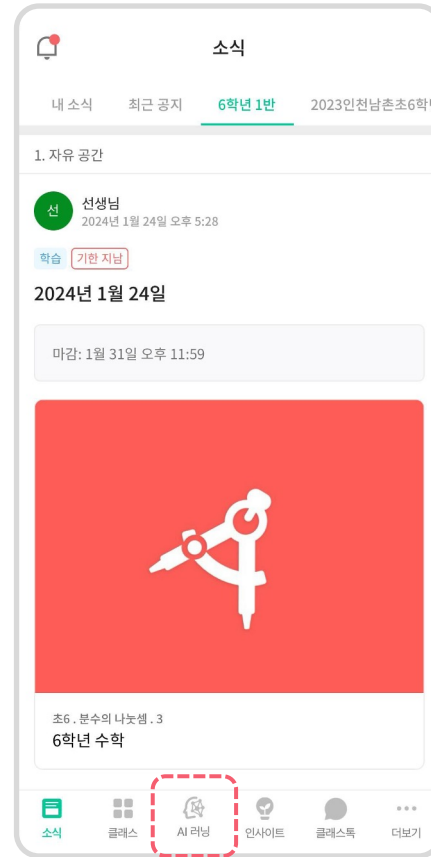 소식
내 소식 최근 공지 6학년 1반 2023인천남촌초6학
1. 자유 공간
선 선생님
2024년 1월 24일 오후 5:28
학습 기한 지남
2024년 1월 24일
마감: 1월 31일 오후 11:59
초6 . 분수의 나눗셈 . 3
6학년 수학
소식 클래스 AI 러닝 인사이트 클래스톡 더보기